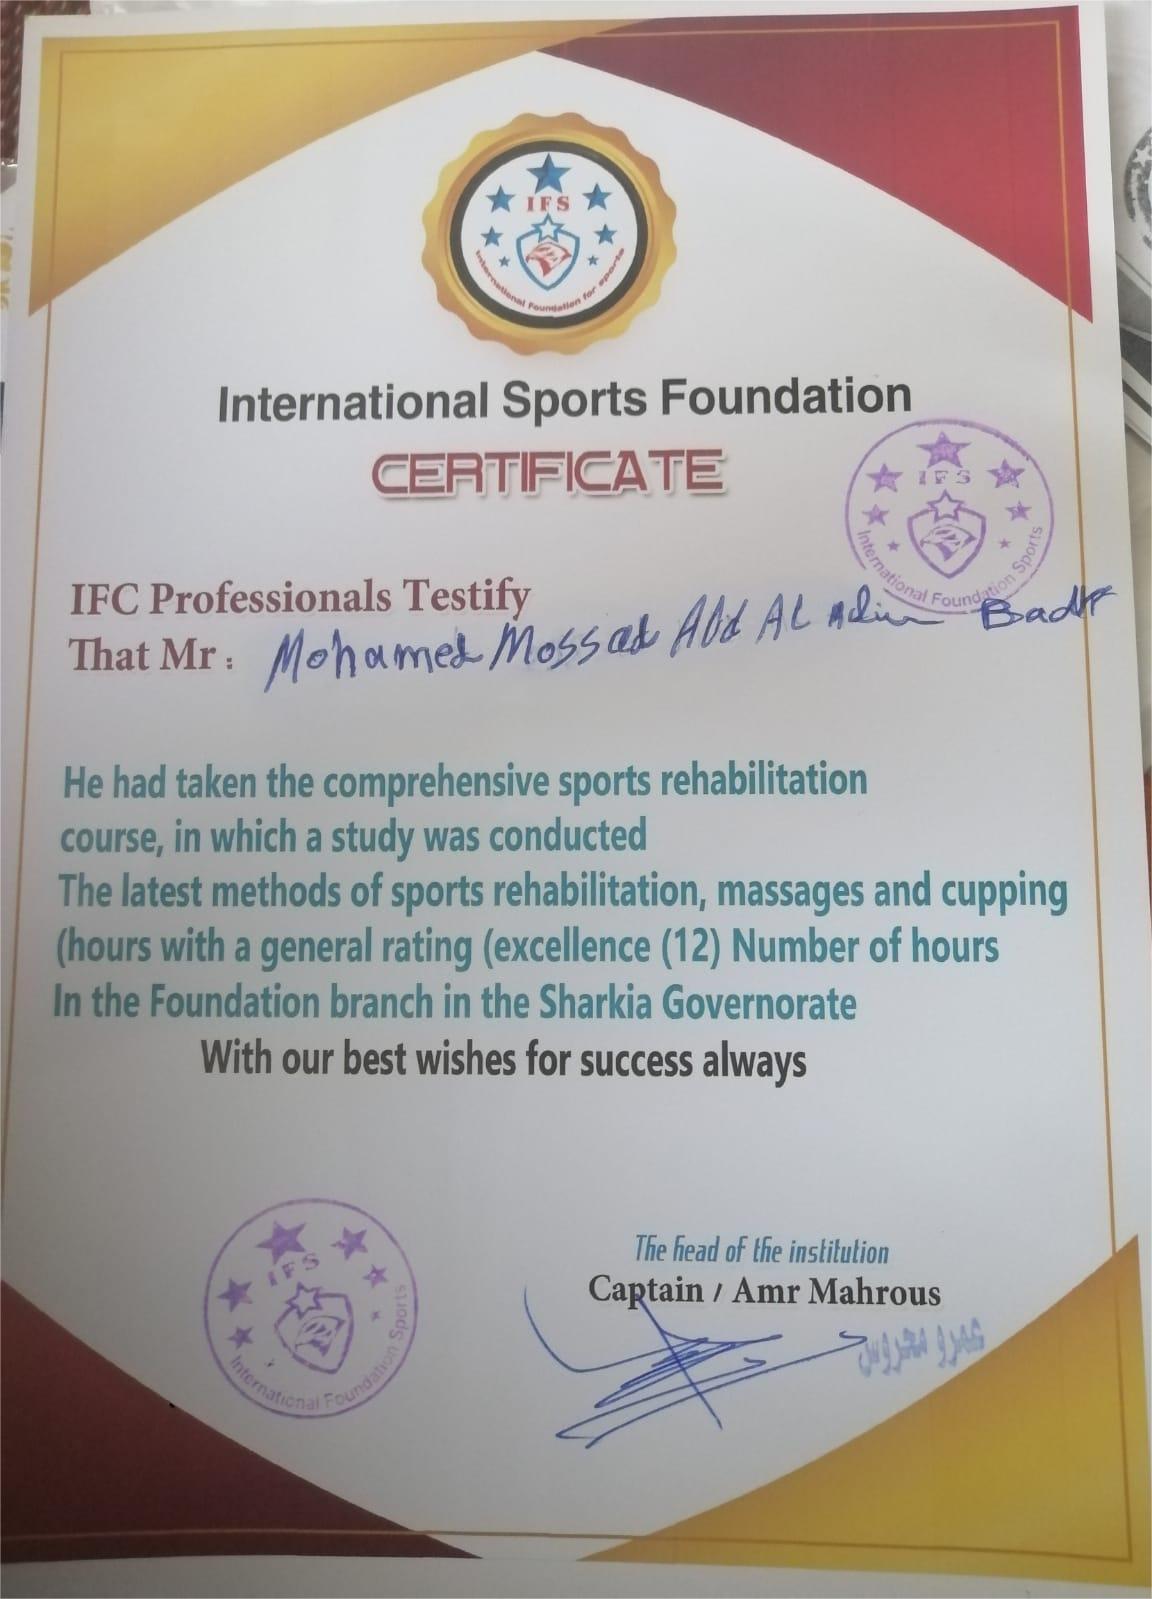 IFS
International Foundation for sports
International Sports Foundation
CERTIFICATE
IFS
International Foundation Sports
IFC Professionals Testify
That Mr : Mohamed Mossad Abd AL Badr
He had taken the comprehensive sports rehabilitation
course, in which a study was conducted
The latest methods of sports rehabilitation, massages and cupping
(hours with a general rating (excellence (12) Number of hours
In the Foundation branch in the Sharkia Governorate
With our best wishes for success always
IFS
International Foundation Sports
The head of the institution
Captain / Amr Mahrous
عمرو محروس